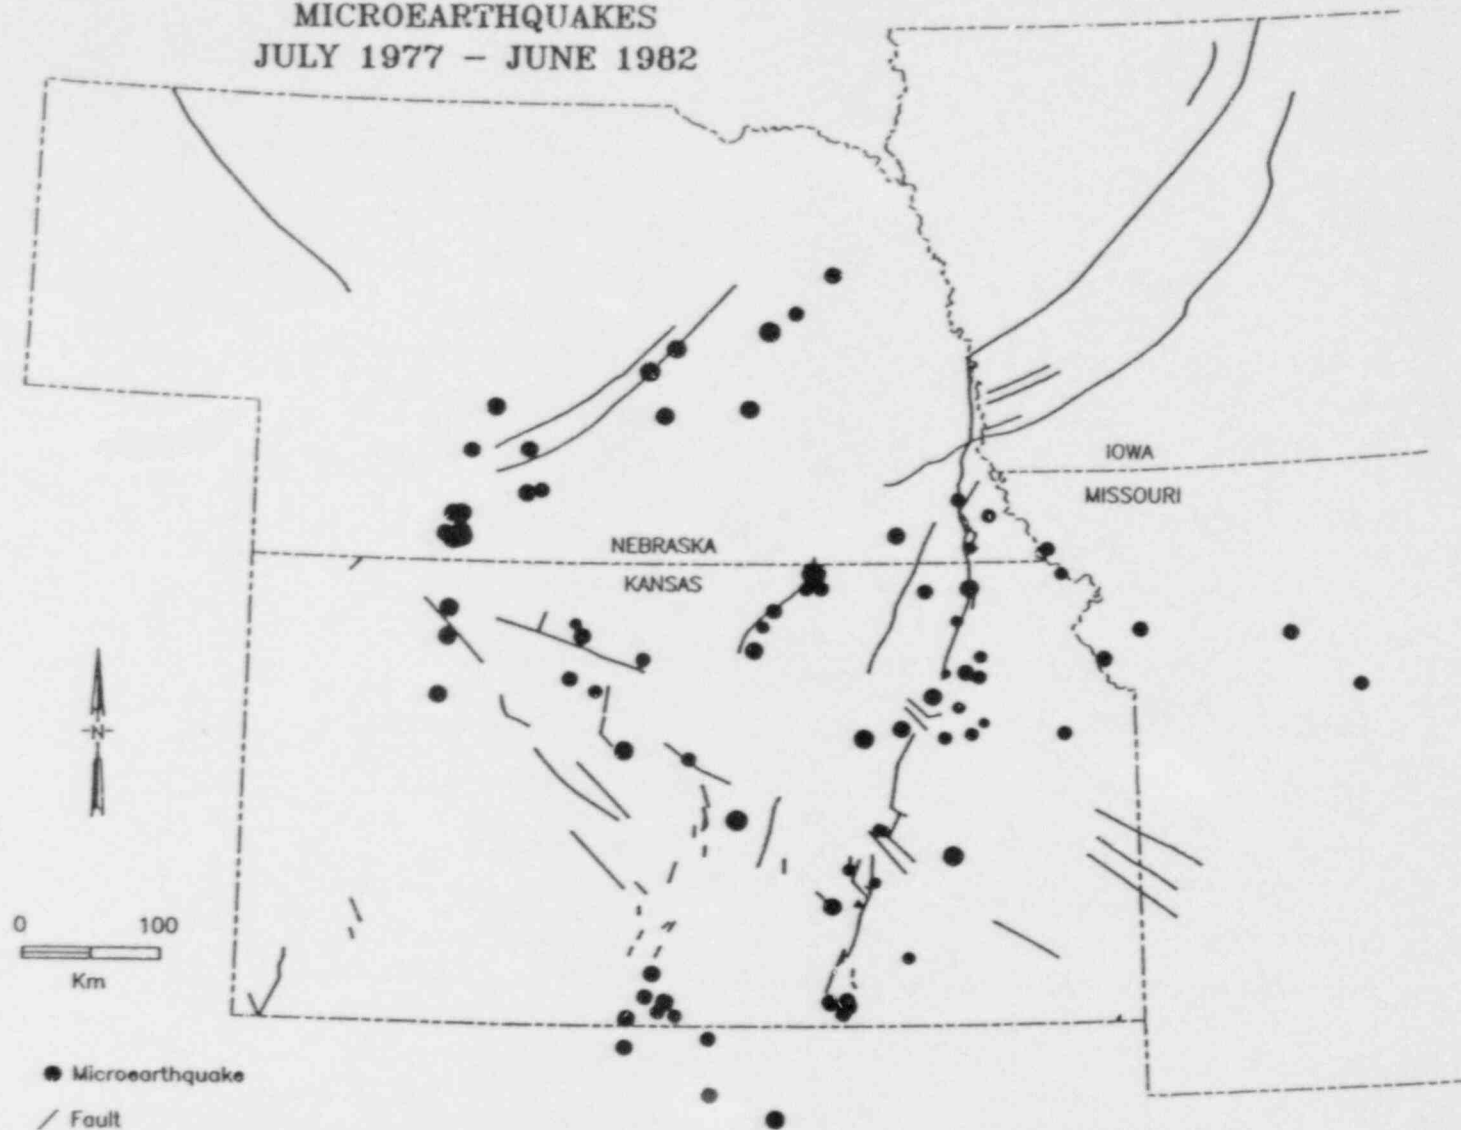 MICROEARTHQUAKES
JULY 1977 – JUNE 1982
IOWA
MISSOURI
NEBRASKA
KANSAS
N
0 100
Km
Microearthquake
Fault